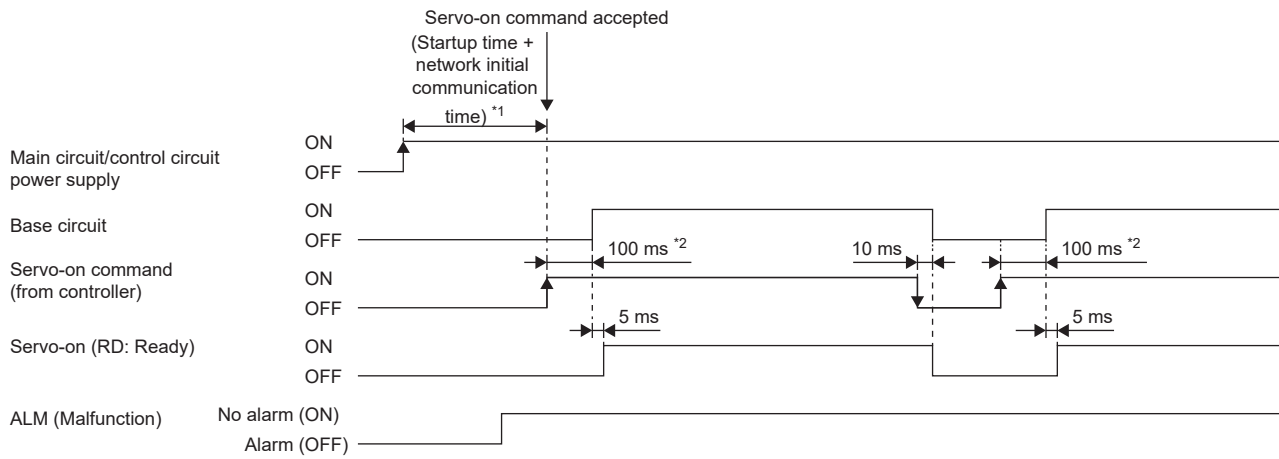 Servo-on command accepted
(Startup time +
network initial
communication
time) *1
Main circuit/control circuit
power supply
ON
OFF
Base circuit
ON
OFF
100 ms *2
10 ms
100 ms *2
Servo-on command
(from controller)
ON
OFF
5 ms
5 ms
Servo-on (RD: Ready)
ON
OFF
ALM (Malfunction)
No alarm (ON)
Alarm (OFF)